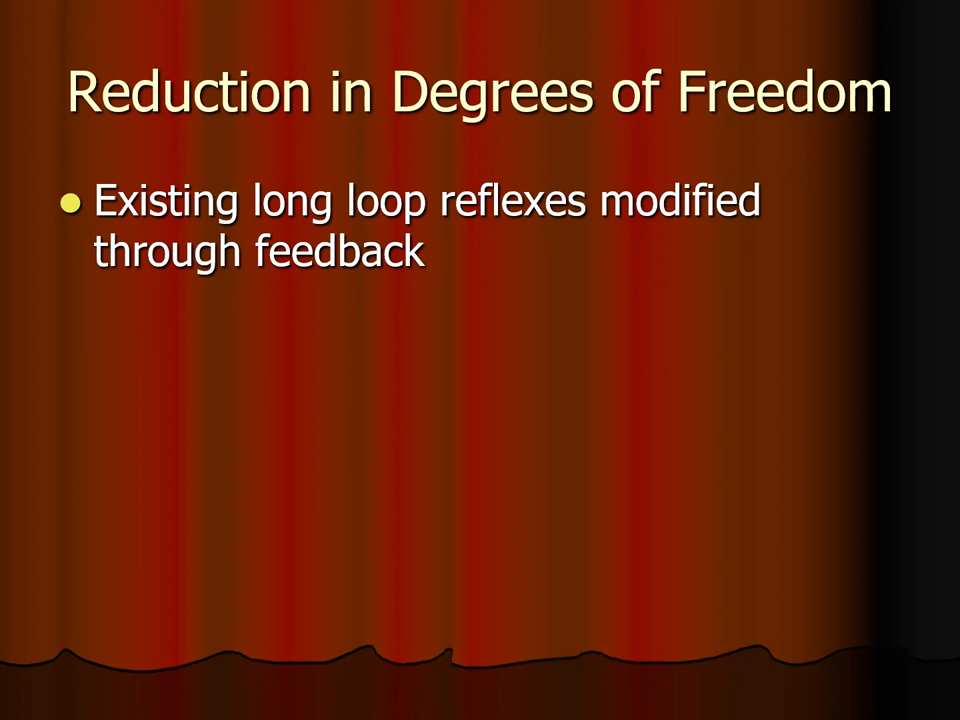 Reduction in Degrees of Freedom
Existing long loop reflexes modified
through feedback